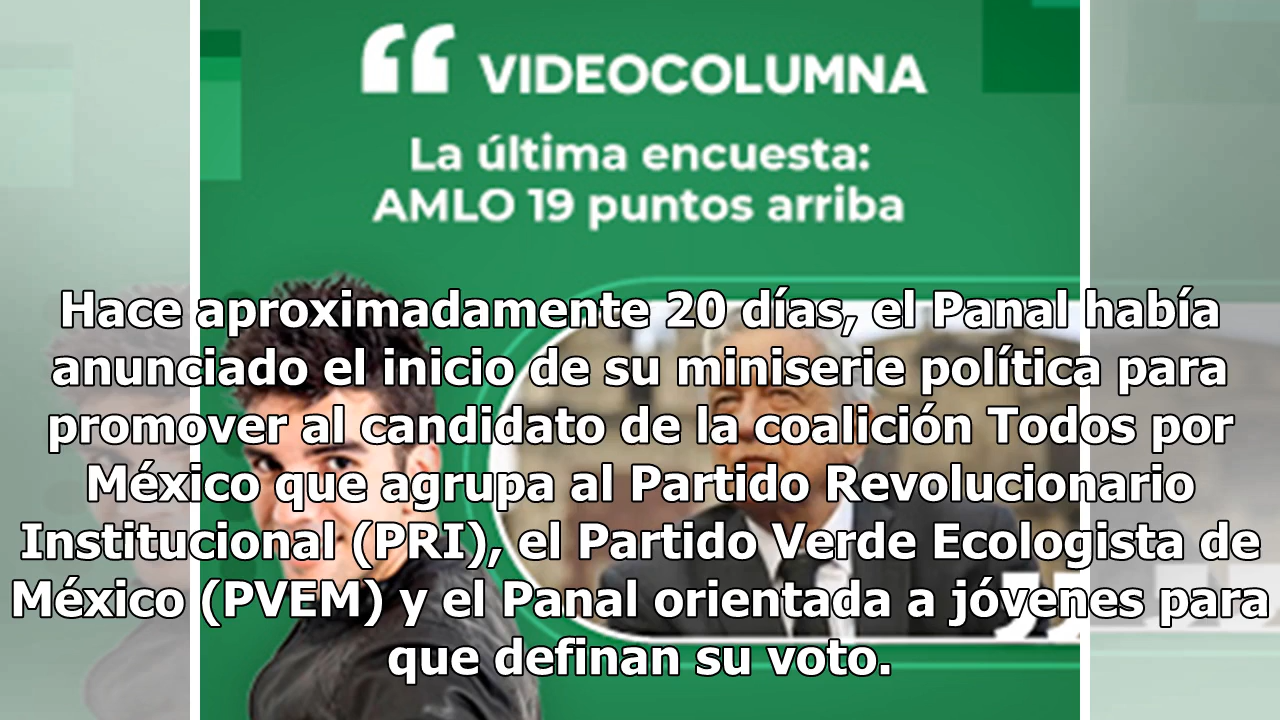 VIDEOCOLUMNA
La última encuesta:
AMLO 19 puntos arriba
Hace aproximadamente 20 días, el Panal había
anunciado el inicio de su miniserie política para
promover al candidato de la coalición Todos por
México que agrupa al Partido Revolucionario
Institucional (PRI), el Partido Verde Ecologista de
México (PVEM) y el Panal orientada a jóvenes para
que definan su voto.